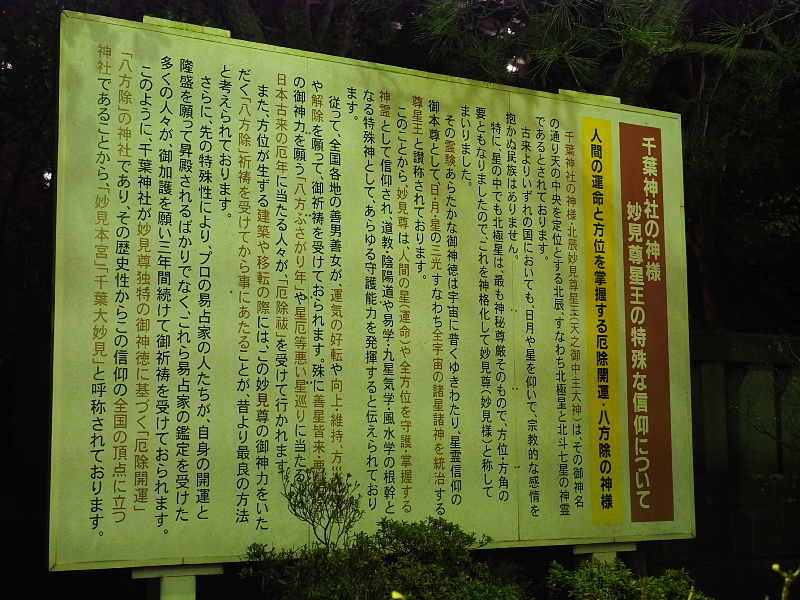 千葉神社の神様
妙見尊星王の特殊な信仰について
人間の運命と方位を掌握する厄除開運・八方除の神様
千葉神社の神様・北辰妙見尊星王(天之御中主大神)は、その御神名
の通り天の中央を定位とする北辰、すなわち北極星と北斗七星の神霊
であるとされております。
古来よりいずれの国においても、日月や星を仰いで、宗教的な感情を
抱かぬ民族はありません。
特に、星の中でも北極星は、最も神秘尊厳そのもので、方位・方角の
要ともなりましたので、これを神格化して妙見尊(妙見様)と称して
まいりました。
その霊験あらたかな御神徳は宇宙に普くゆきわたり、星霊信仰の
御本尊として、日・月・星の三光すなわち全宇宙の諸星諸神を統治する
尊星王と讃称されております。
このことから妙見尊は、人間の星(運命)や全方位を守護・掌握する
神霊として信仰され、道教・陰陽道や易学・九星気学・風水学の根幹と
なる特殊神として、あらゆる守護能力を発揮すると伝えられており
ます。
従って、全国各地の善男善女が、運気の好転や向上・維持、方災
や解除を願って、御祈祷を受けておられます。殊に善星皆来・悪
の御神力を願う「八方ふさがり年」や星厄等悪い星巡りに当たる
日本古来の厄年に当たる人々が、「厄除祓」を受けて行かれます
また、方位が生ずる建築や移転の際には、この妙見尊の御神力をいた
だく「八方除」祈祷を受けてから事にあたることが、昔より最良の方法
と考えられております。
さらに、先の特殊性により、プロの易占家の人たちが、自身の開運と
隆盛を願って昇殿されるばかりでなく、これら易占家の鑑定を受けた
多くの人々が、御加護を願い三年間続けて御祈祷を受けておられます。
このように、千葉神社が妙見尊独特の御神徳に基づく「厄除開運」
「八方除」の神社であり、その歴史性からこの信仰の全国の頂点に立つ
神社であることから、「妙見本宮」「千葉大妙見」と呼称されております。